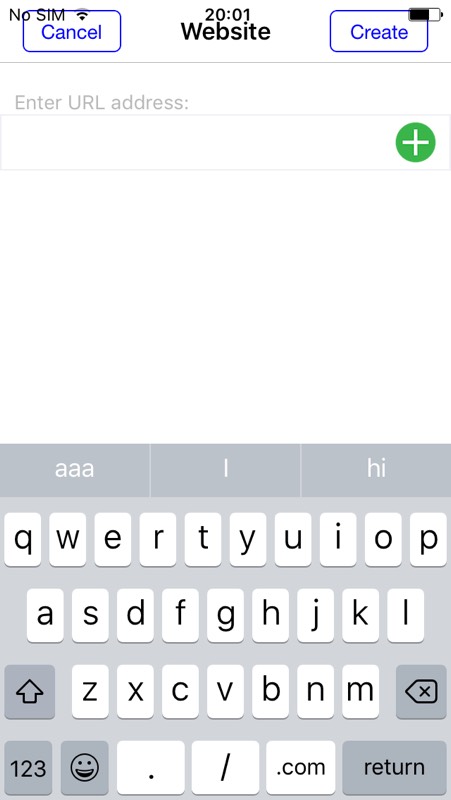 No SIM 20:01
Cancel Website Create
Enter URL address:
aaa I hi
q w e r t y u i o p
a s d f g h j k l
z x c v b n m
123 . / .com return